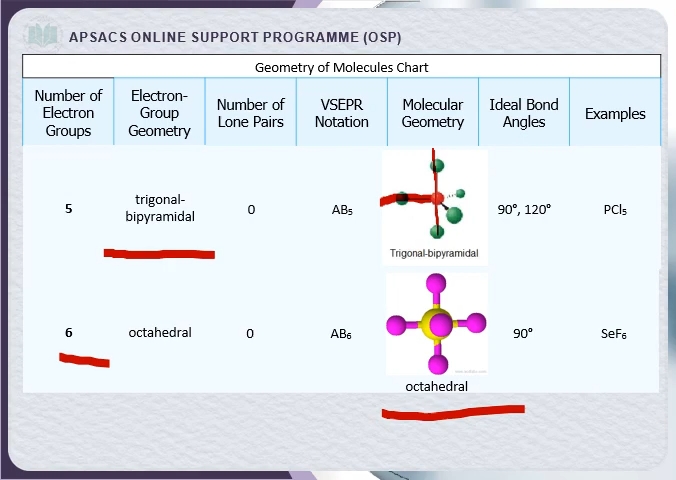 APSACS ONLINE SUPPORT PROGRAMME (OSP)
Geometry of Molecules Chart
Number of Electron Groups
Electron-Group Geometry
Number of Lone Pairs
VSEPR Notation
Molecular Geometry
Ideal Bond Angles
Examples
5
trigonal-bipyramidal
0
AB₅
Trigonal-bipyramidal
90°, 120°
PCl₅
6
octahedral
0
AB₆
octahedral
90°
SeF₆